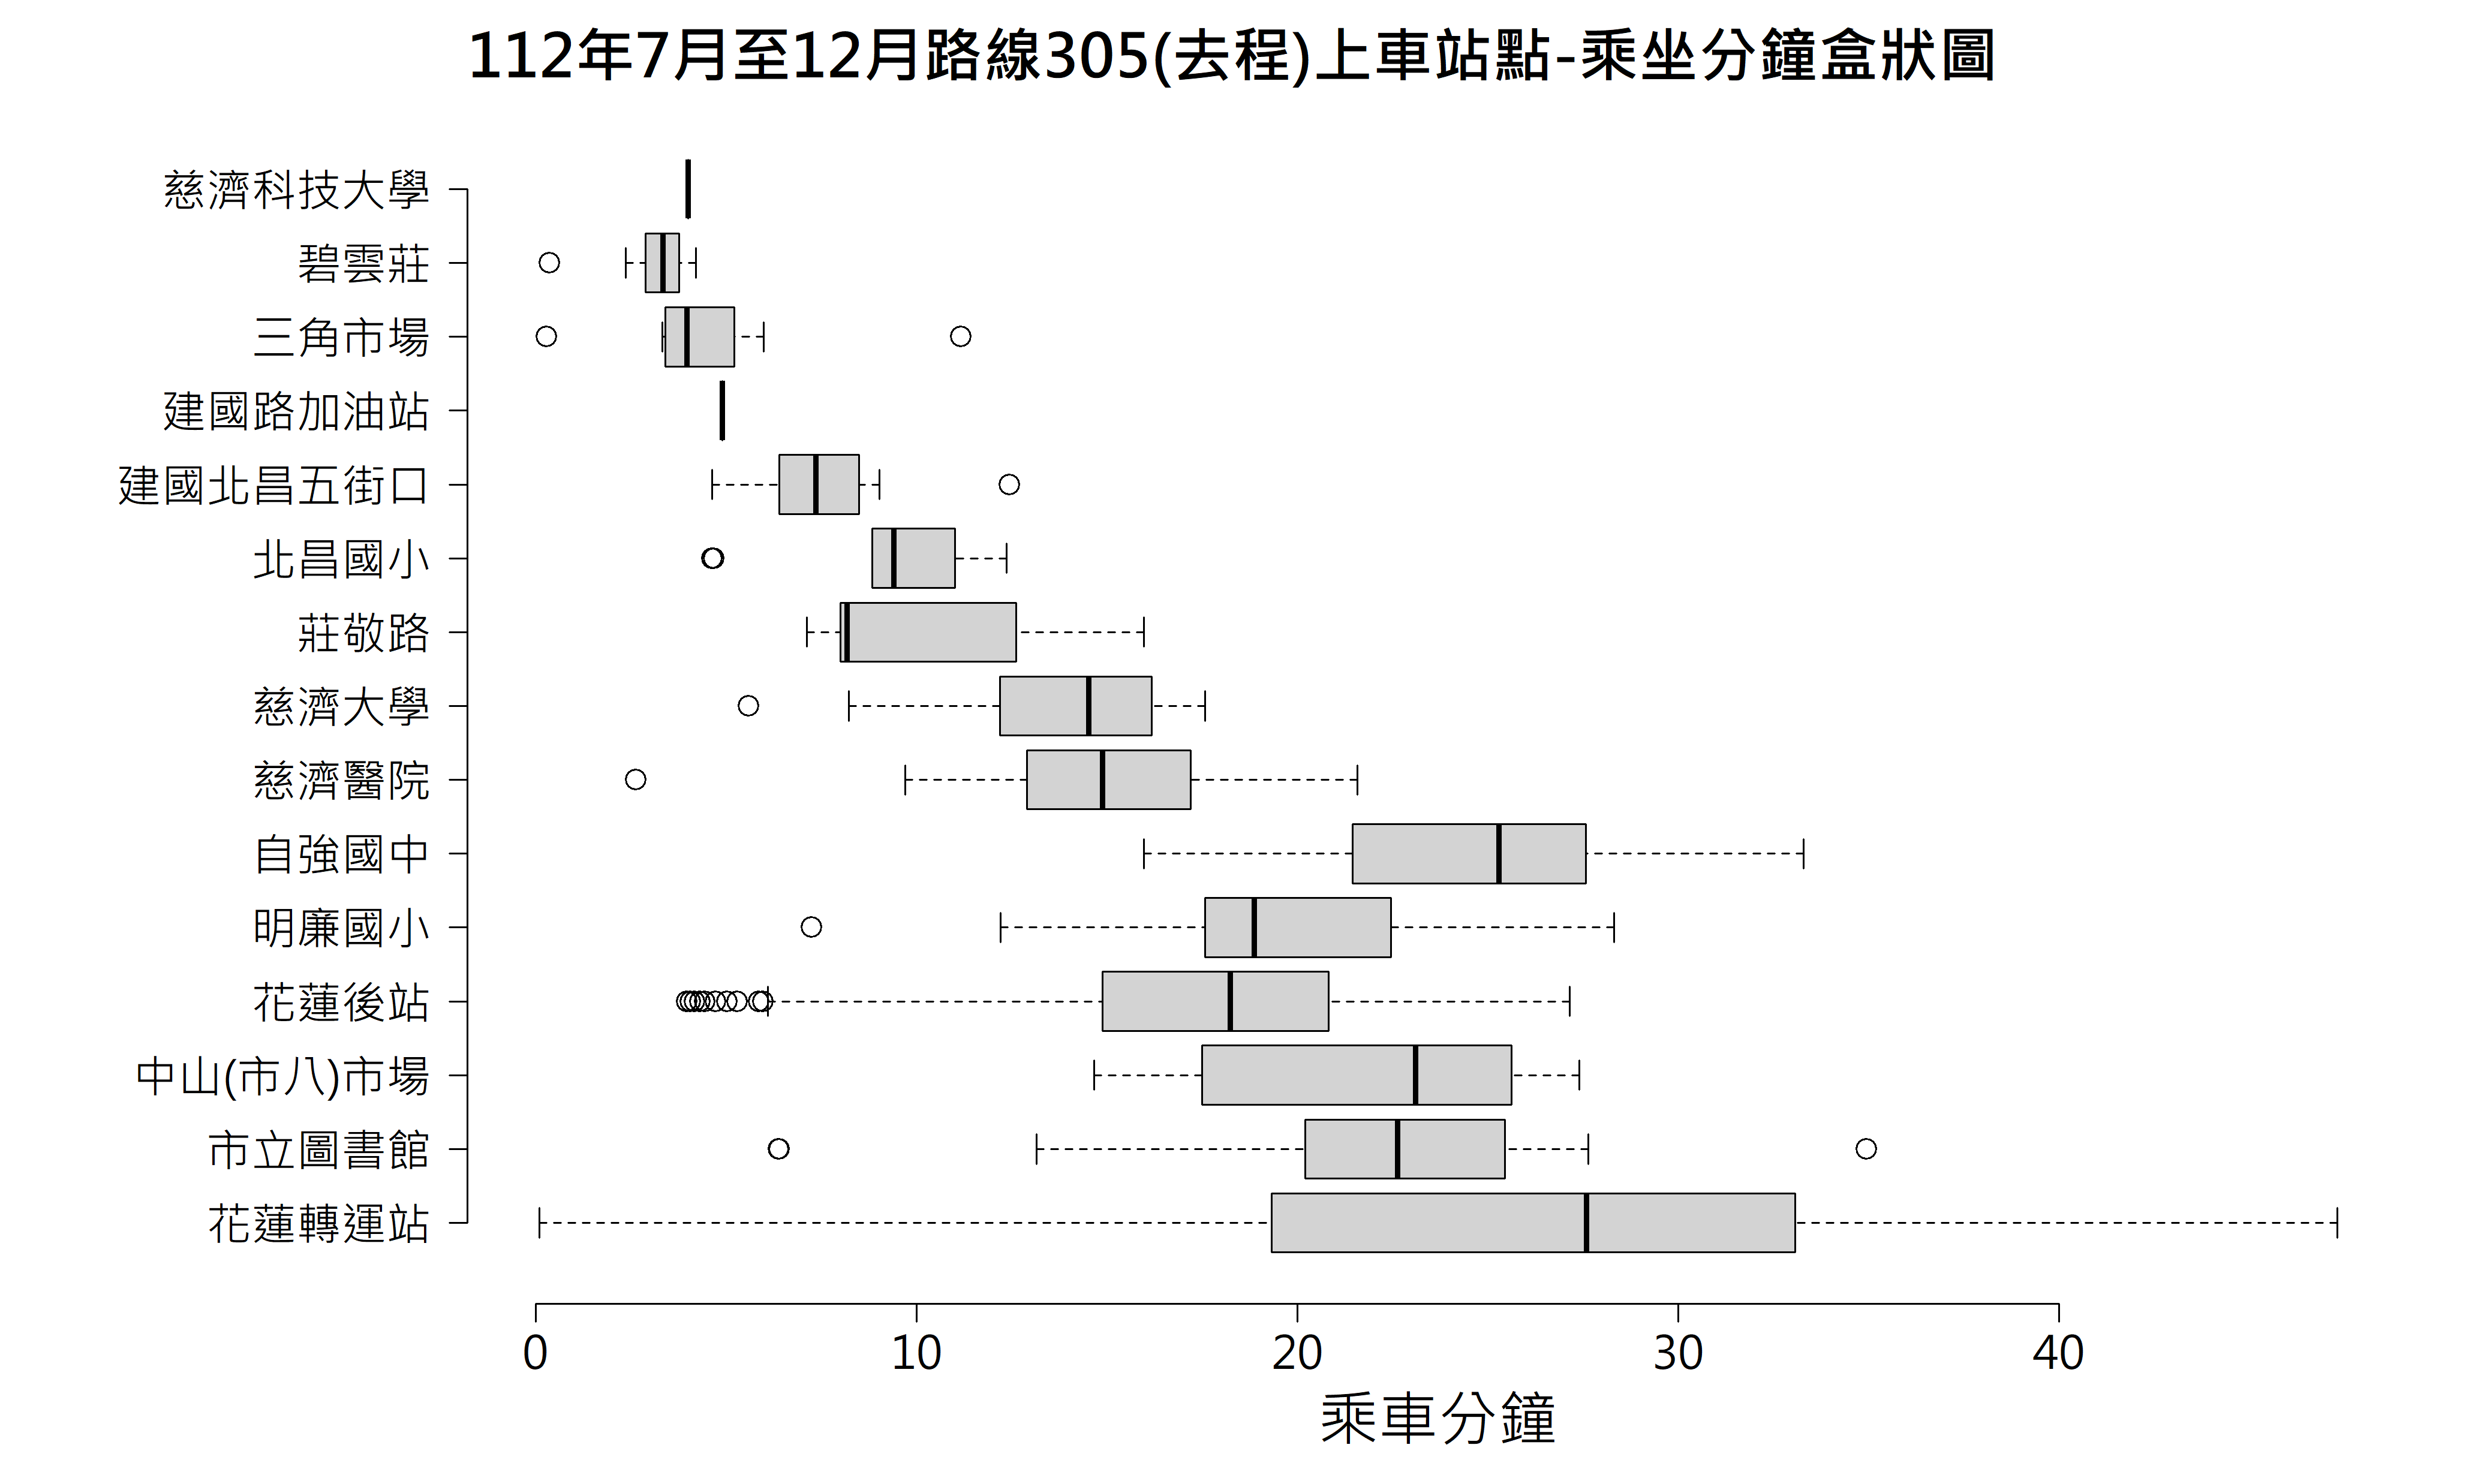 112年7月至12月路線305(去程)上車站點-乘坐分鐘盒狀圖
慈濟科技大學
碧雲莊
三角市場
建國路加油站
建國北昌五街口
北昌國小
莊敬路
慈濟大學
慈濟醫院
自強國中
明廉國小
花蓮後站
中山(市八)市場
市立圖書館
花蓮轉運站
0 10 20 30 40
乘車分鐘